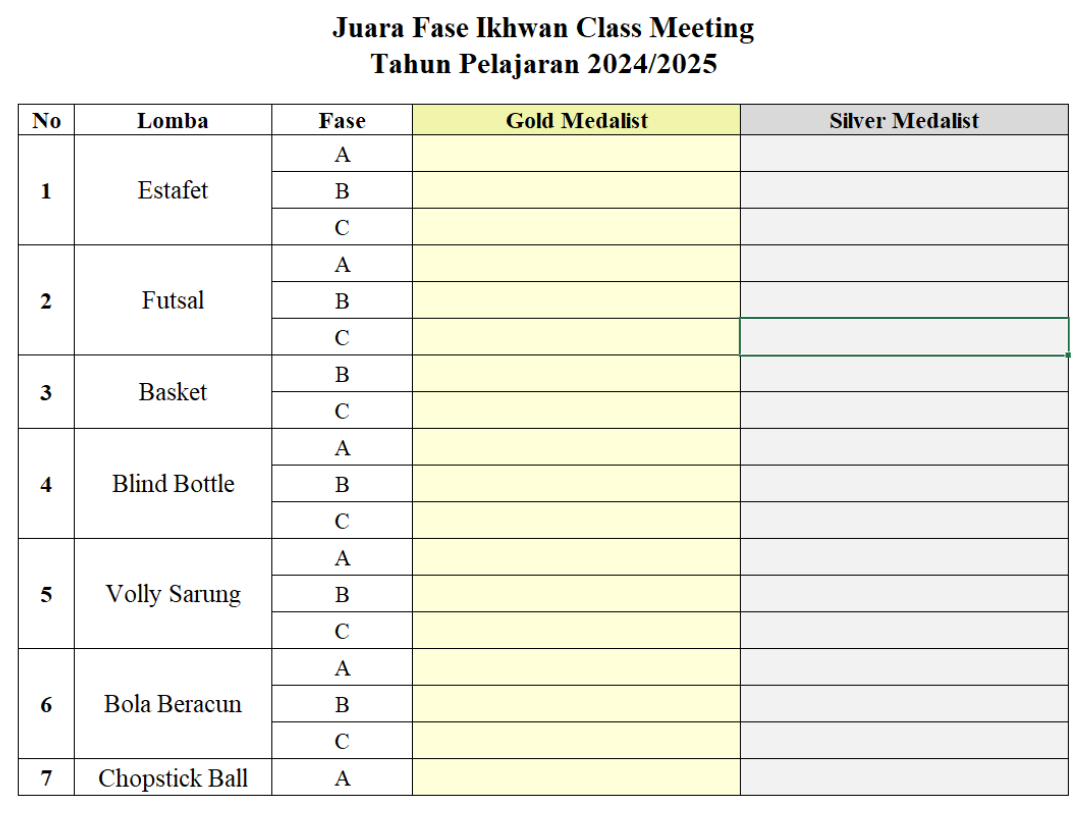 Juara Fase Ikhwan Class Meeting
Tahun Pelajaran 2024/2025
No Lomba Fase Gold Medalist Silver Medalist
1 Estafet A
B
C
2 Futsal A
B
C
3 Basket B
C
4 Blind Bottle A
B
C
5 Volly Sarung A
B
C
6 Bola Beracun A
B
C
7 Chopstick Ball A